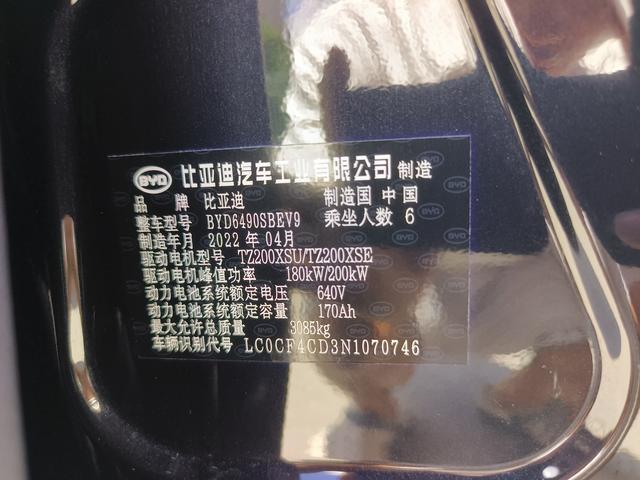 BYD 比亚迪汽车工业有限公司 制造
品牌 比亚迪 制造国 中国
整车型号 BYD6490SBEV9 乘坐人数 6
制造年月 2022 年 04月
驱动电机型号 TZ200XSU/TZ200XSE
驱动电机峰值功率 180kW/200kW
动力电池系统额定电压 640V
动力电池系统额定容量 170Ah
最大允许总质量 3085kg
车辆识别代号 LC0CF4CD3N1070746